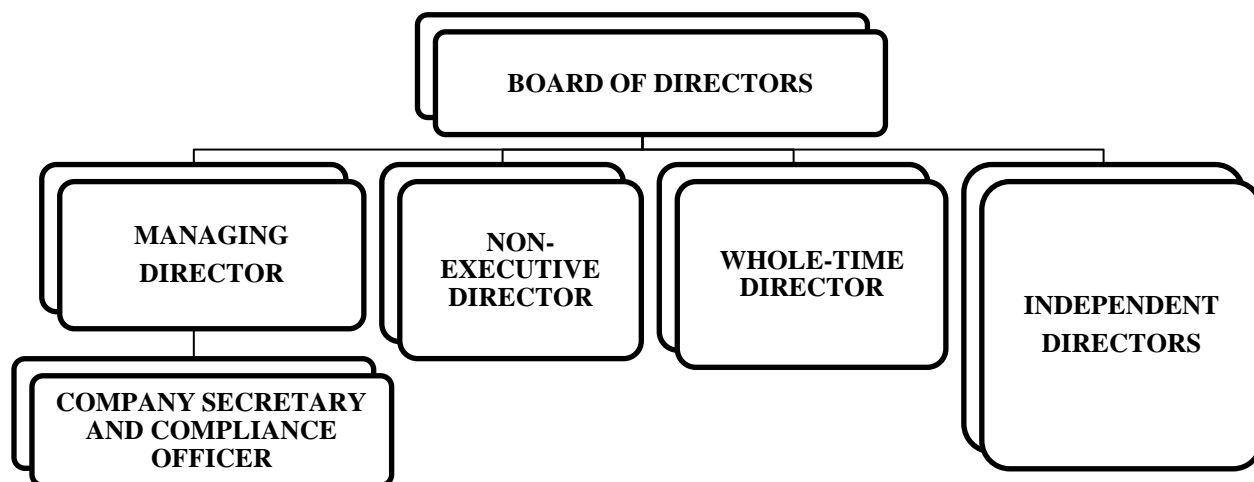 BOARD OF DIRECTORS
MANAGING
DIRECTOR
NON-
EXECUTIVE
DIRECTOR
WHOLE-TIME
DIRECTOR
INDEPENDENT
DIRECTORS
COMPANY SECRETARY
AND COMPLIANCE
OFFICER